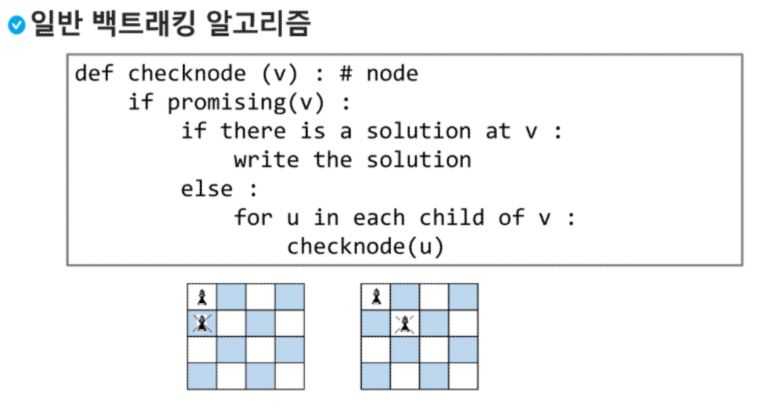 일반 백트래킹 알고리즘
def checknode (v) : # node
    if promising(v) :
        if there is a solution at v :
            write the solution
        else :
            for u in each child of v :
                checknode(u)